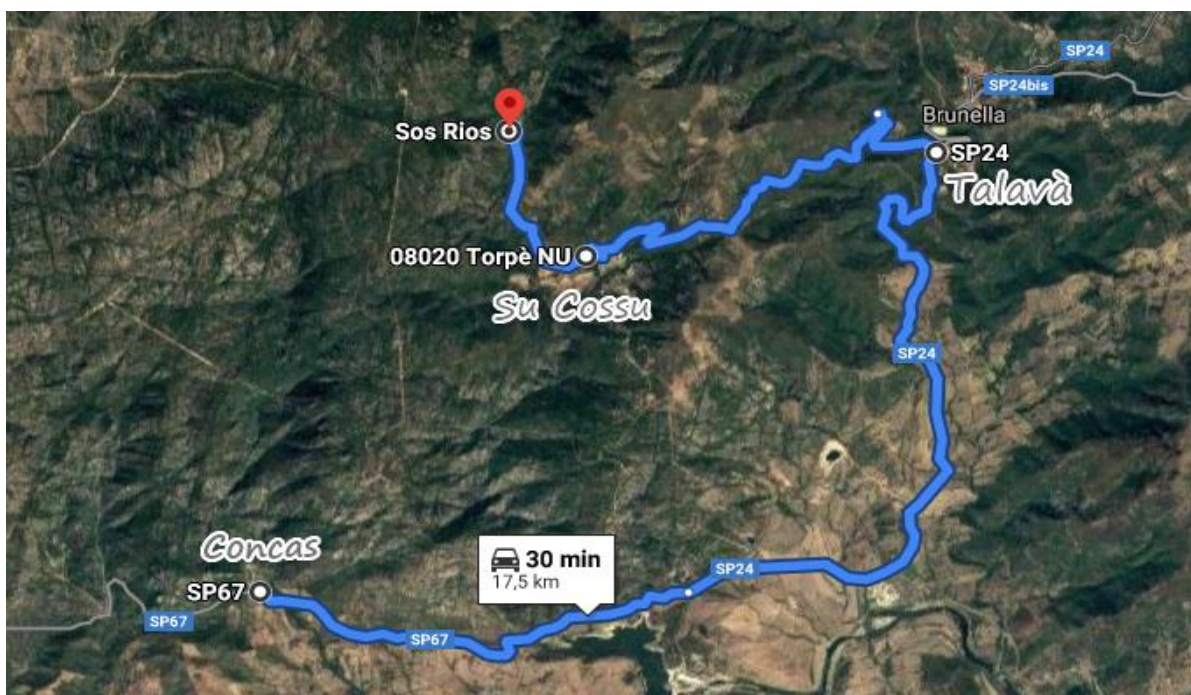 SP24
SP24bis
Brunella
Sos Rios
SP24
Talavà
08020 Torpè NU
Su Cossu
SP24
Concas
30 min
17,5 km
SP24
SP67
SP67
SP67